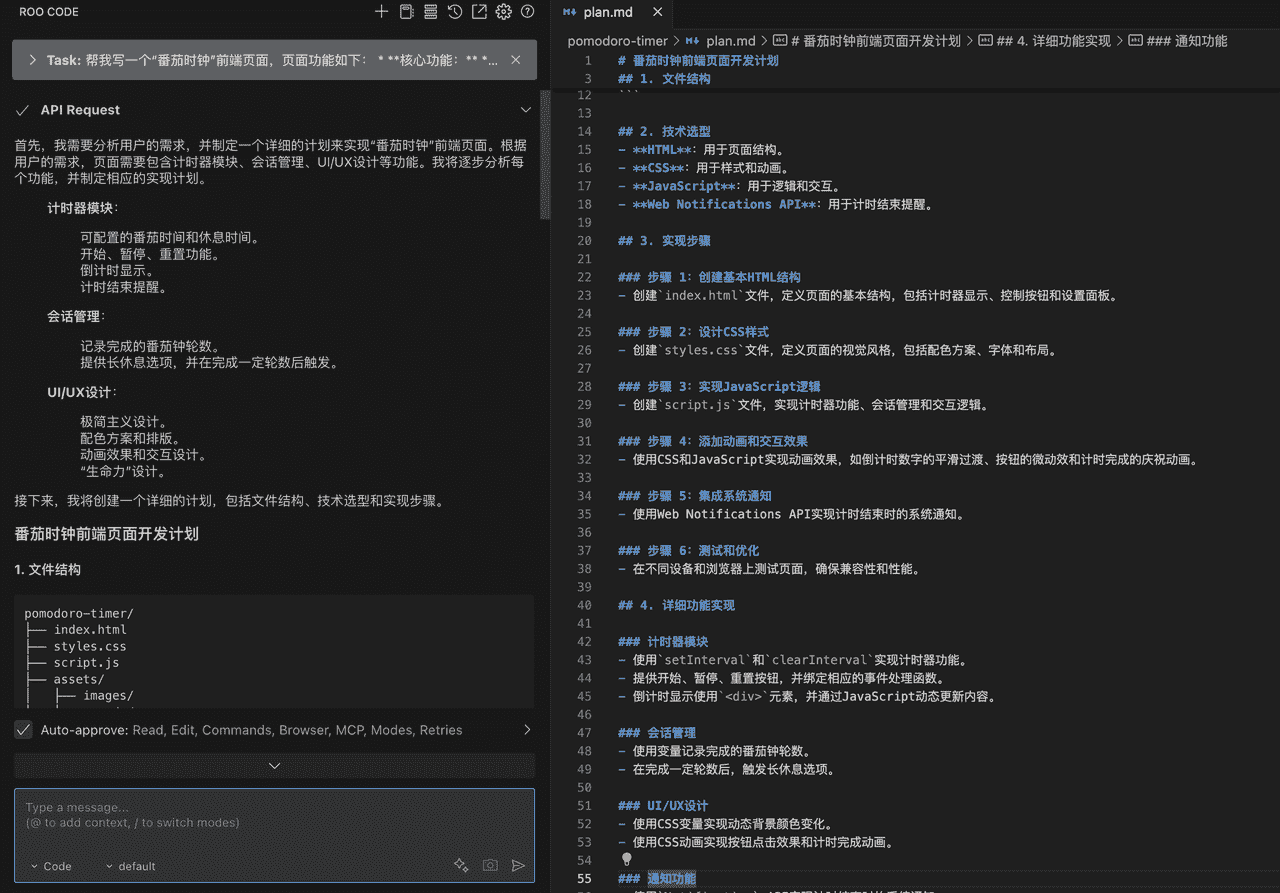 ROO CODE
Task: 帮我写一个“番茄时钟”前端页面，页面功能如下： * **核心功能：** *...
API Request
首先，我需要分析用户的需求，并制定一个详细的计划来实现“番茄时钟”前端页面。根据
用户的需求，页面需要包含计时器模块、会话管理、UI/UX设计等功能。我将逐步分析每
个功能，并制定相应的实现计划。
计时器模块：
可配置的番茄时间和休息时间。
开始、暂停、重置功能。
倒计时显示。
计时结束提醒。
会话管理：
记录完成的番茄钟轮数。
提供长休息选项，并在完成一定轮数后触发。
UI/UX设计：
极简主义设计。
配色方案和排版。
动画效果和交互设计。
“生命力”设计。
接下来，我将创建一个详细的计划，包括文件结构、技术选型和实现步骤。
番茄时钟前端页面开发计划
1. 文件结构
pomodoro-timer/
├── index.html
├── styles.css
├── script.js
├── assets/
│   ├── images/
Auto-approve: Read, Edit, Commands, Browser, MCP, Modes, Retries
Type a message...
(@ to add context, / to switch modes)
Code
default
plan.md
pomodoro-timer > plan.md > # 番茄时钟前端页面开发计划 > ## 4. 详细功能实现 > ### 通知功能
1 # 番茄时钟前端页面开发计划
3 ## 1. 文件结构
12 ```
13
14 ## 2. 技术选型
15 - **HTML**：用于页面结构。
16 - **CSS**：用于样式和动画。
17 - **JavaScript**：用于逻辑和交互。
18 - **Web Notifications API**：用于计时结束提醒。
19
20 ## 3. 实现步骤
21
22 ### 步骤 1：创建基本HTML结构
23 - 创建`index.html`文件，定义页面的基本结构，包括计时器显示、控制按钮和设置面板。
24
25 ### 步骤 2：设计CSS样式
26 - 创建`styles.css`文件，定义页面的视觉风格，包括配色方案、字体和布局。
27
28 ### 步骤 3：实现JavaScript逻辑
29 - 创建`script.js`文件，实现计时器功能、会话管理和交互逻辑。
30
31 ### 步骤 4：添加动画和交互效果
32 - 使用CSS和JavaScript实现动画效果，如倒计时数字的平滑过渡、按钮的微动效和计时完成的庆祝动画。
33
34 ### 步骤 5：集成系统通知
35 - 使用Web Notifications API实现计时结束时的系统通知。
36
37 ### 步骤 6：测试和优化
38 - 在不同设备和浏览器上测试页面，确保兼容性和性能。
39
40 ## 4. 详细功能实现
41
42 ### 计时器模块
43 - 使用`setInterval`和`clearInterval`实现计时器功能。
44 - 提供开始、暂停、重置按钮，并绑定相应的事件处理函数。
45 - 倒计时显示使用`<div>`元素，并通过JavaScript动态更新内容。
46
47 ### 会话管理
48 - 使用变量记录完成的番茄钟轮数。
49 - 在完成一定轮数后，触发长休息选项。
50
51 ### UI/UX设计
52 - 使用CSS变量实现动态背景颜色变化。
53 - 使用CSS动画实现按钮点击效果和计时完成动画。
54
55 ### 通知功能